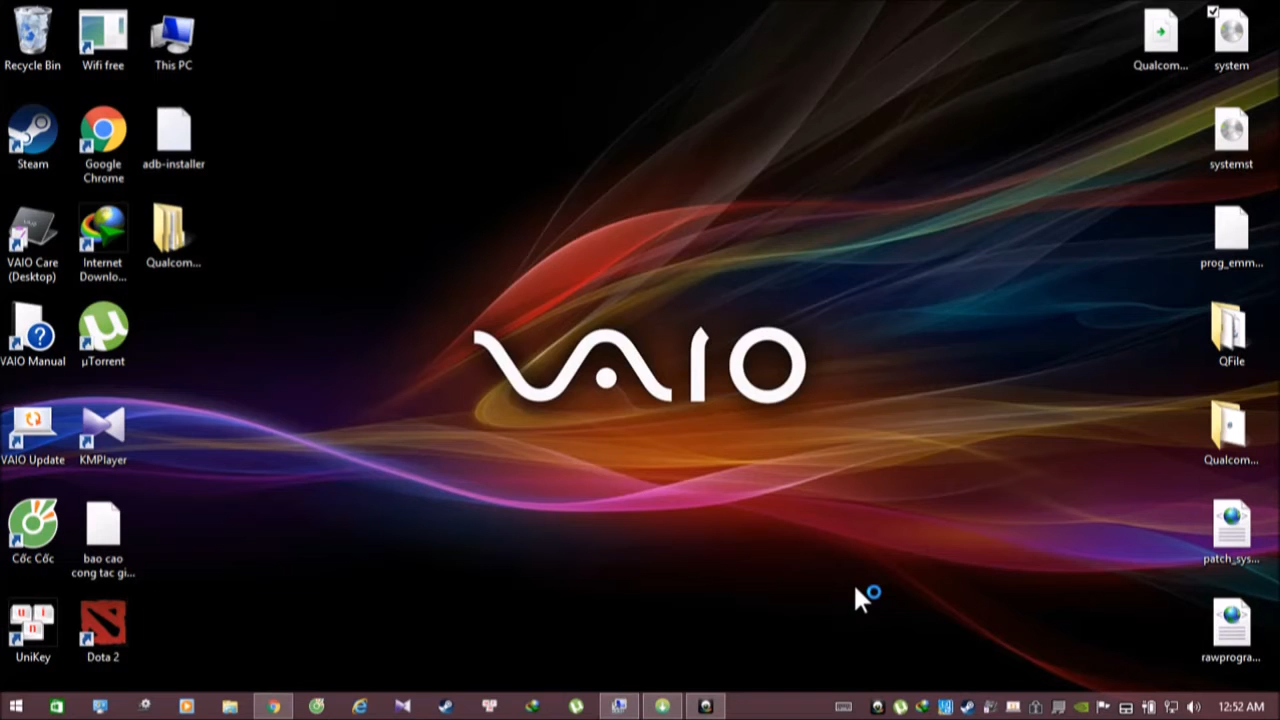 Recycle Bin
Wifi free
This PC
Steam
Google
Chrome
adb-installer
VAIO Care
(Desktop)
Internet
Downlo...
Qualcom...
VAIO Manual
µTorrent
VAIO Update
KMPlayer
Cốc Cốc
bao cao
cong tac gi...
UniKey
Dota 2
VAIO
Qualcom...
system
systemst
prog_emm...
QFile
Qualcom...
patch_sys...
rawprogra...
12:52 AM